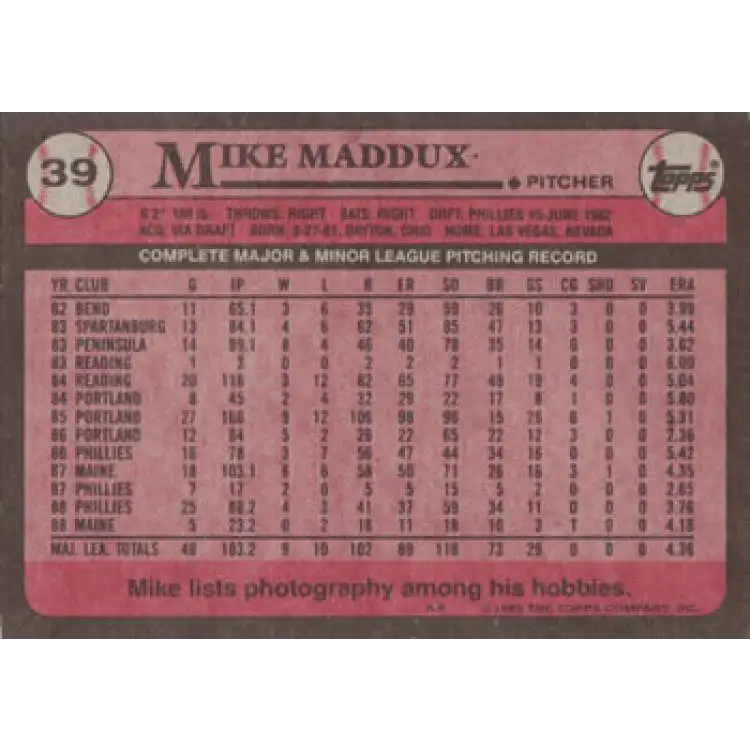 39
MIKE MADDUX
PITCHER
topps
6'2" 180 lb. THROWS: RIGHT BATS: RIGHT DRFT: PHILLIES #5-JUNE 1982
ACQ: VIA DRAFT BORN: 8-27-61, DAYTON, OHIO HOME: LAS VEGAS, NEVADA
COMPLETE MAJOR & MINOR LEAGUE PITCHING RECORD
YR CLUB G IP W L R ER SO BB GS CG SHO SV ERA
82 BEND 11 65.1 3 6 35 29 59 26 10 3 0 0 3.99
83 SPARTANBURG 13 84.1 4 6 62 51 85 47 13 3 0 0 5.44
83 PENINSULA 14 99.1 8 4 46 40 78 35 14 6 0 0 3.62
83 READING 1 3 0 0 2 2 2 1 0 0 0 0 6.00
84 READING 20 116 3 12 82 65 77 49 19 4 0 0 5.04
84 PORTLAND 8 45 2 4 32 29 22 17 8 1 0 0 5.80
85 PORTLAND 27 166 9 12 106 98 96 15 26 6 1 0 5.31
86 PORTLAND 12 84 5 2 26 22 65 22 12 3 0 0 2.36
86 PHILLIES 16 78 3 7 56 47 44 34 16 0 0 0 5.42
87 MAINE 18 103.1 6 6 58 50 71 26 16 3 1 0 4.35
87 PHILLIES 7 17 2 0 5 5 15 5 2 0 0 0 2.65
88 PHILLIES 25 88.2 4 3 41 37 59 34 11 0 0 0 3.76
88 MAINE 5 23.2 0 2 18 11 18 10 3 1 0 0 4.18
MAJ. LEA. TOTALS 48 183.2 9 10 102 89 118 73 29 0 0 0 4.36
Mike lists photography among his hobbies.
© 1989 THE TOPPS COMPANY, INC.